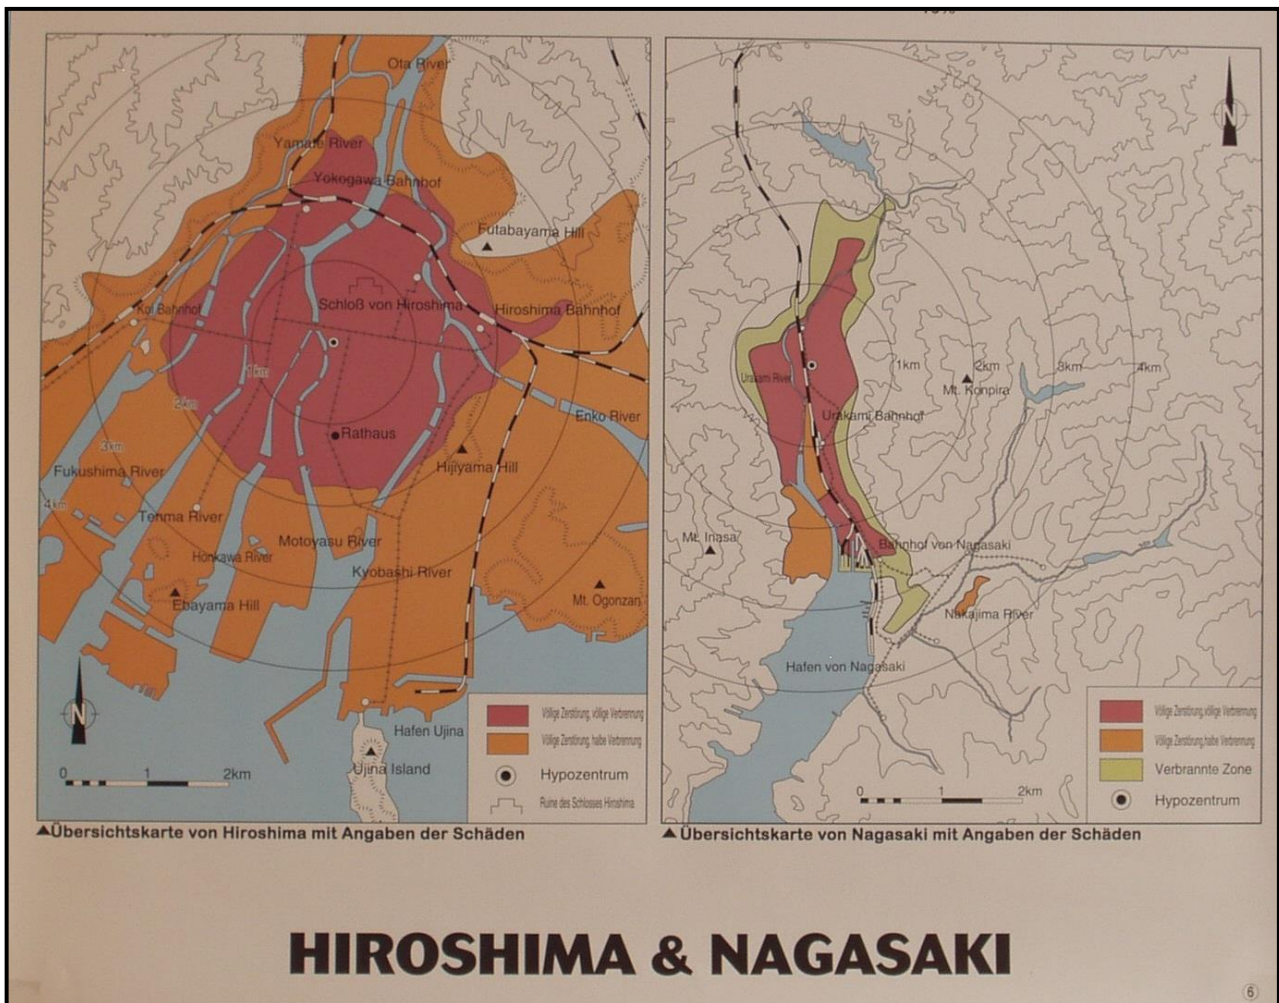 Ota River
Yamate River
Yokogawa Bahnhof
Futabayama Hill
Schloß von Hiroshima
Hiroshima Bahnhof
Koi Bahnhof
1km
2km
3km
4km
Rathaus
Enko River
Hijiyama Hill
Fukushima River
Tenma River
Honkawa River
Motoyasu River
Kyobashi River
Ebayama Hill
Mt. Ogonzan
N
Hafen Ujina
Ujina Island
0 1 2km
Völlige Zerstörung, völlige Verbrennung
Völlige Zerstörung, halbe Verbrennung
Hypozentrum
Ruine des Schlosses Hiroshima
▲Übersichtskarte von Hiroshima mit Angaben der Schäden
N
1km
2km
3km
4km
Mt. Konpira
Urakami River
Urakami Bahnhof
Mt. Inasa
Bahnhof von Nagasaki
Nakajima River
Hafen von Nagasaki
0 1 2km
Völlige Zerstörung,völlige Verbrennung
Völlige Zerstörung,halbe Verbrennung
Verbrannte Zone
Hypozentrum
▲Übersichtskarte von Nagasaki mit Angaben der Schäden
HIROSHIMA & NAGASAKI
6